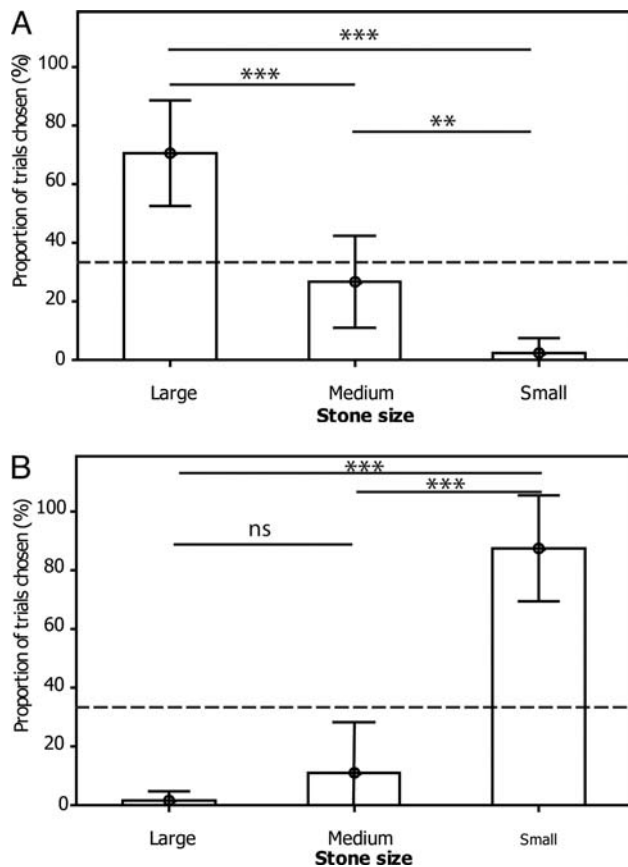 A
***
***
**
Proportion of trials chosen (%)
100
80
60
40
20
0
Large Medium Small
Stone size
B
***
***
ns
Proportion of trials chosen (%)
100
80
60
40
20
0
Large Medium Small
Stone size